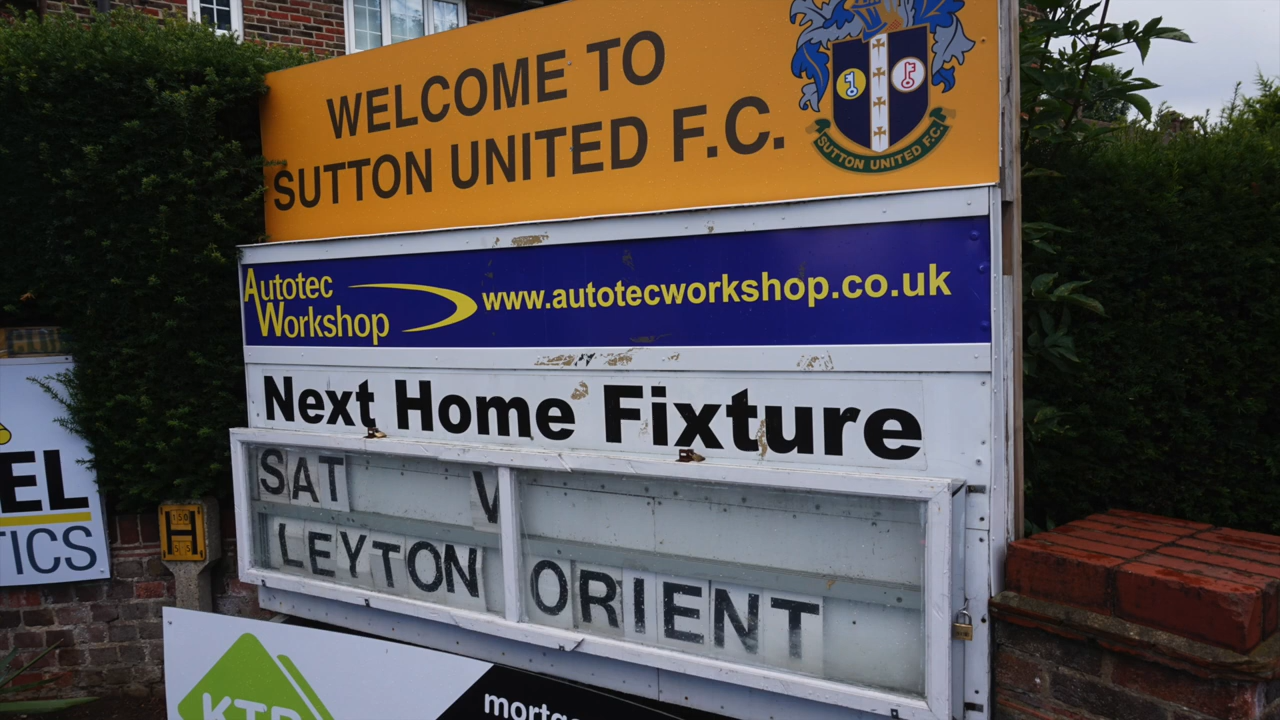 WELCOME TO
SUTTON UNITED F.C.
SUTTON UNITED F.C.
Autotec
Workshop
www.autotecworkshop.co.uk
Next Home Fixture
SAT V
LEYTON ORIENT
EL
TICS
H
150